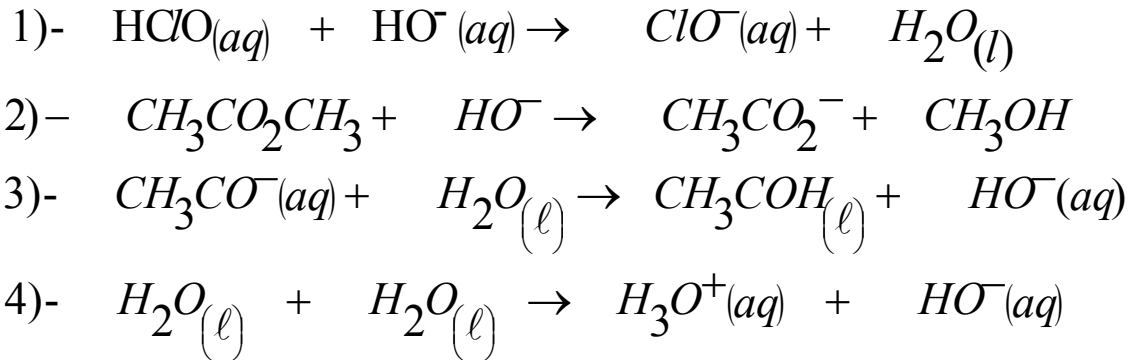 1)- HClO(aq) + HO⁻ (aq) → ClO⁻(aq) + H₂O(l)
2)− CH₃CO₂CH₃ + HO⁻ → CH₃CO₂⁻ + CH₃OH
3)- CH₃CO⁻(aq) + H₂O(ℓ) → CH₃COH(ℓ) + HO⁻(aq)
4)- H₂O(ℓ) + H₂O(ℓ) → H₃O⁺(aq) + HO⁻(aq)